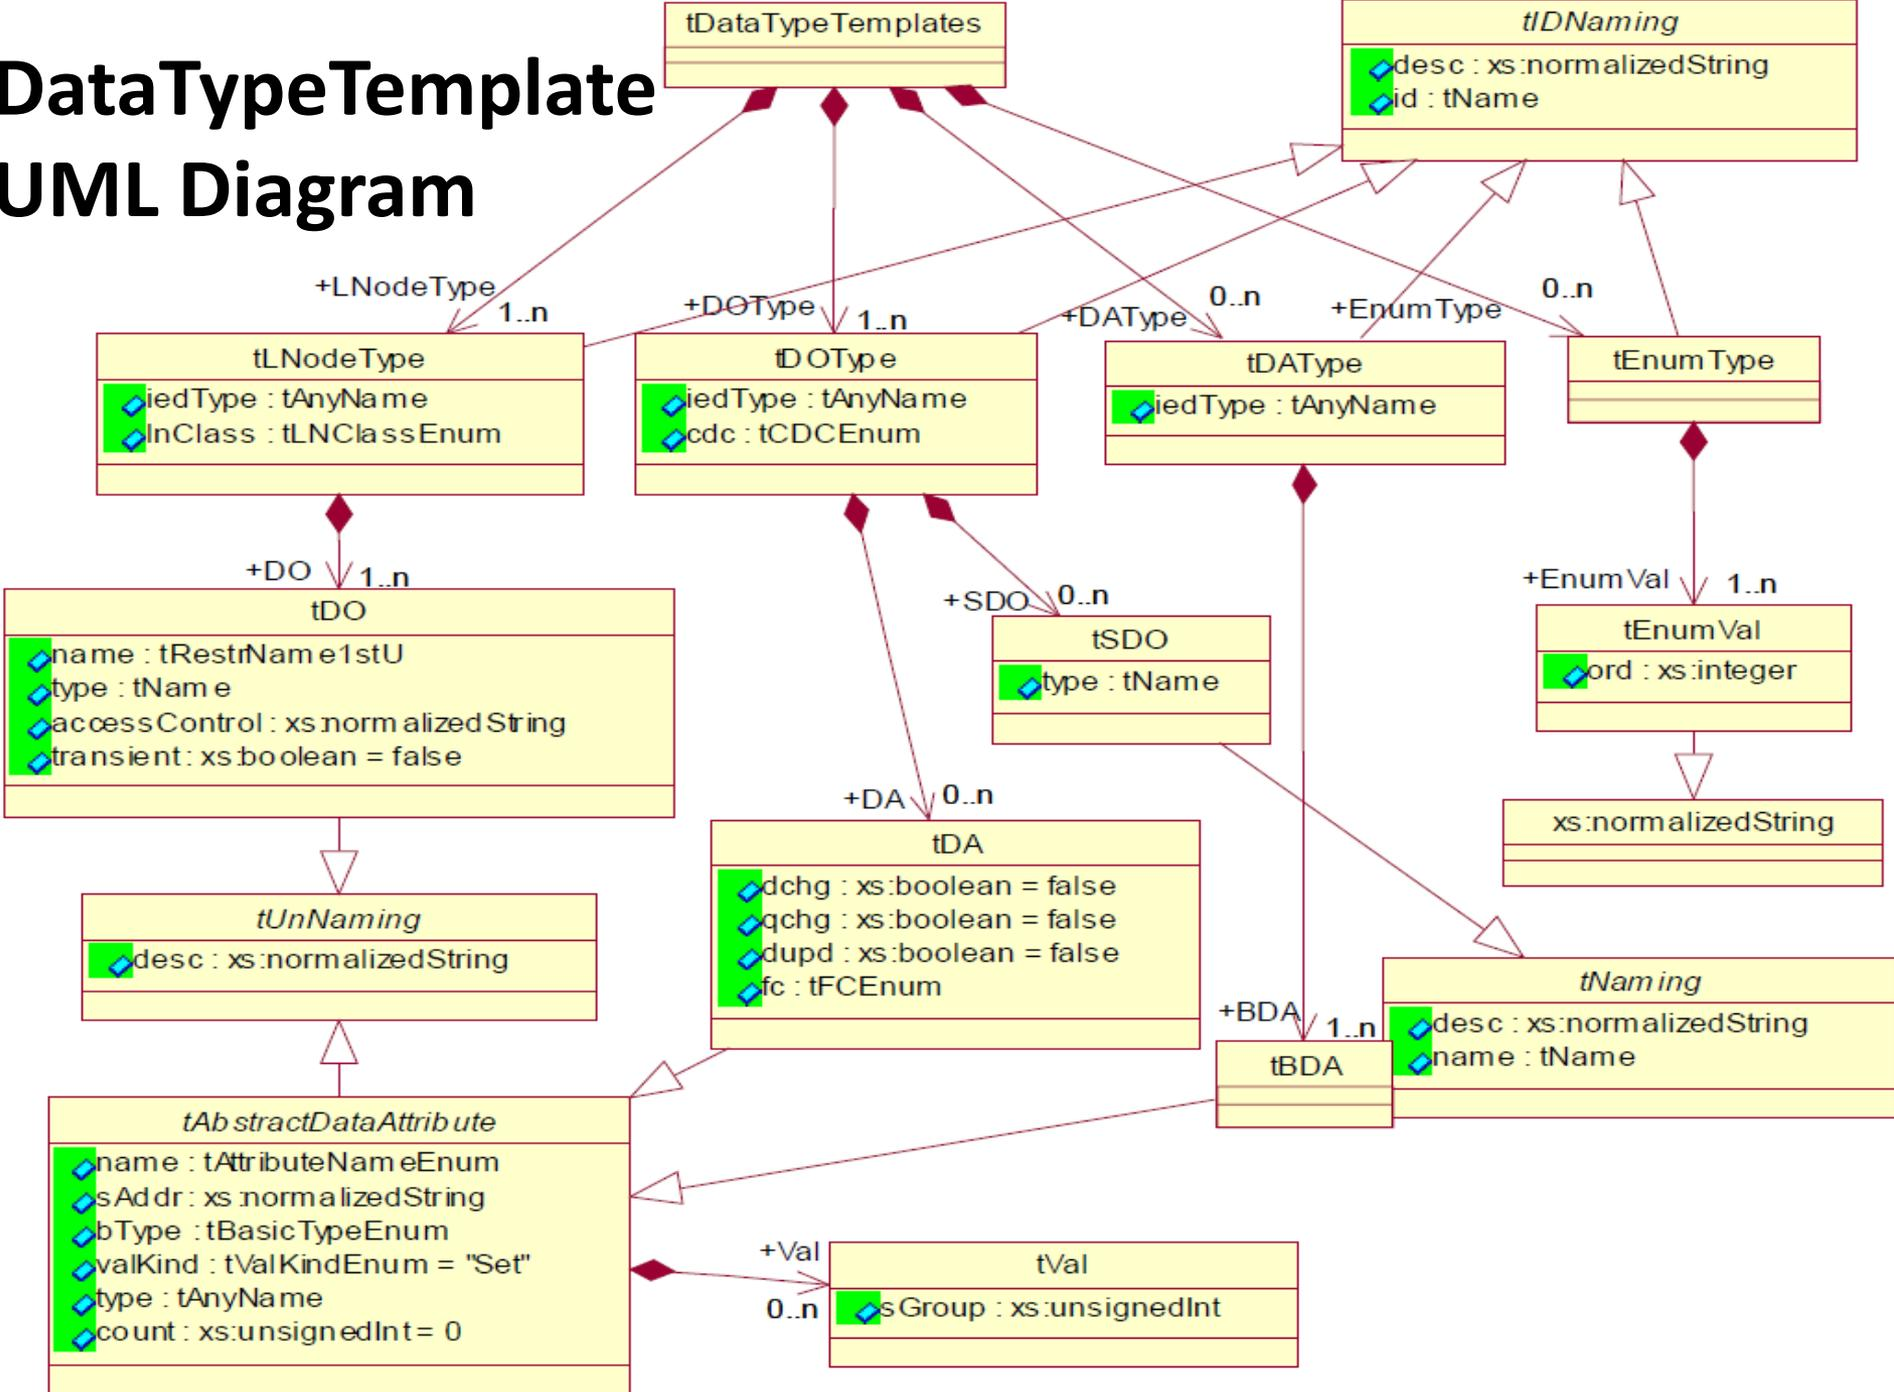 DataTypeTemplate
UML Diagram
tDataTypeTemplates
tIDNaming
desc : xs:normalizedString
id : tName
+LNodeType
1..n
+DOType
1..n
+DAType
0..n
+EnumType
0..n
tLNodeType
iedType : tAnyName
lnClass : tLNClassEnum
tDOType
iedType : tAnyName
cdc : tCDCEnum
tDAType
iedType : tAnyName
tEnumType
+DO
1..n
+SDO
0..n
+EnumVal
1..n
tDO
name : tRestrName1stU
type : tName
accessControl : xs:normalizedString
transient : xs:boolean = false
tSDO
type : tName
tEnumVal
ord : xs:integer
+DA
0..n
xs:normalizedString
tUnNaming
desc : xs:normalizedString
tDA
dchg : xs:boolean = false
qchg : xs:boolean = false
dupd : xs:boolean = false
fc : tFCEnum
+BDA
1..n
tBDA
tNaming
desc : xs:normalizedString
name : tName
tAbstractDataAttribute
name : tAttributeNameEnum
sAddr : xs:normalizedString
bType : tBasicTypeEnum
valKind : tValKindEnum = "Set"
type : tAnyName
count : xs:unsignedInt = 0
+Val
0..n
tVal
sGroup : xs:unsignedInt